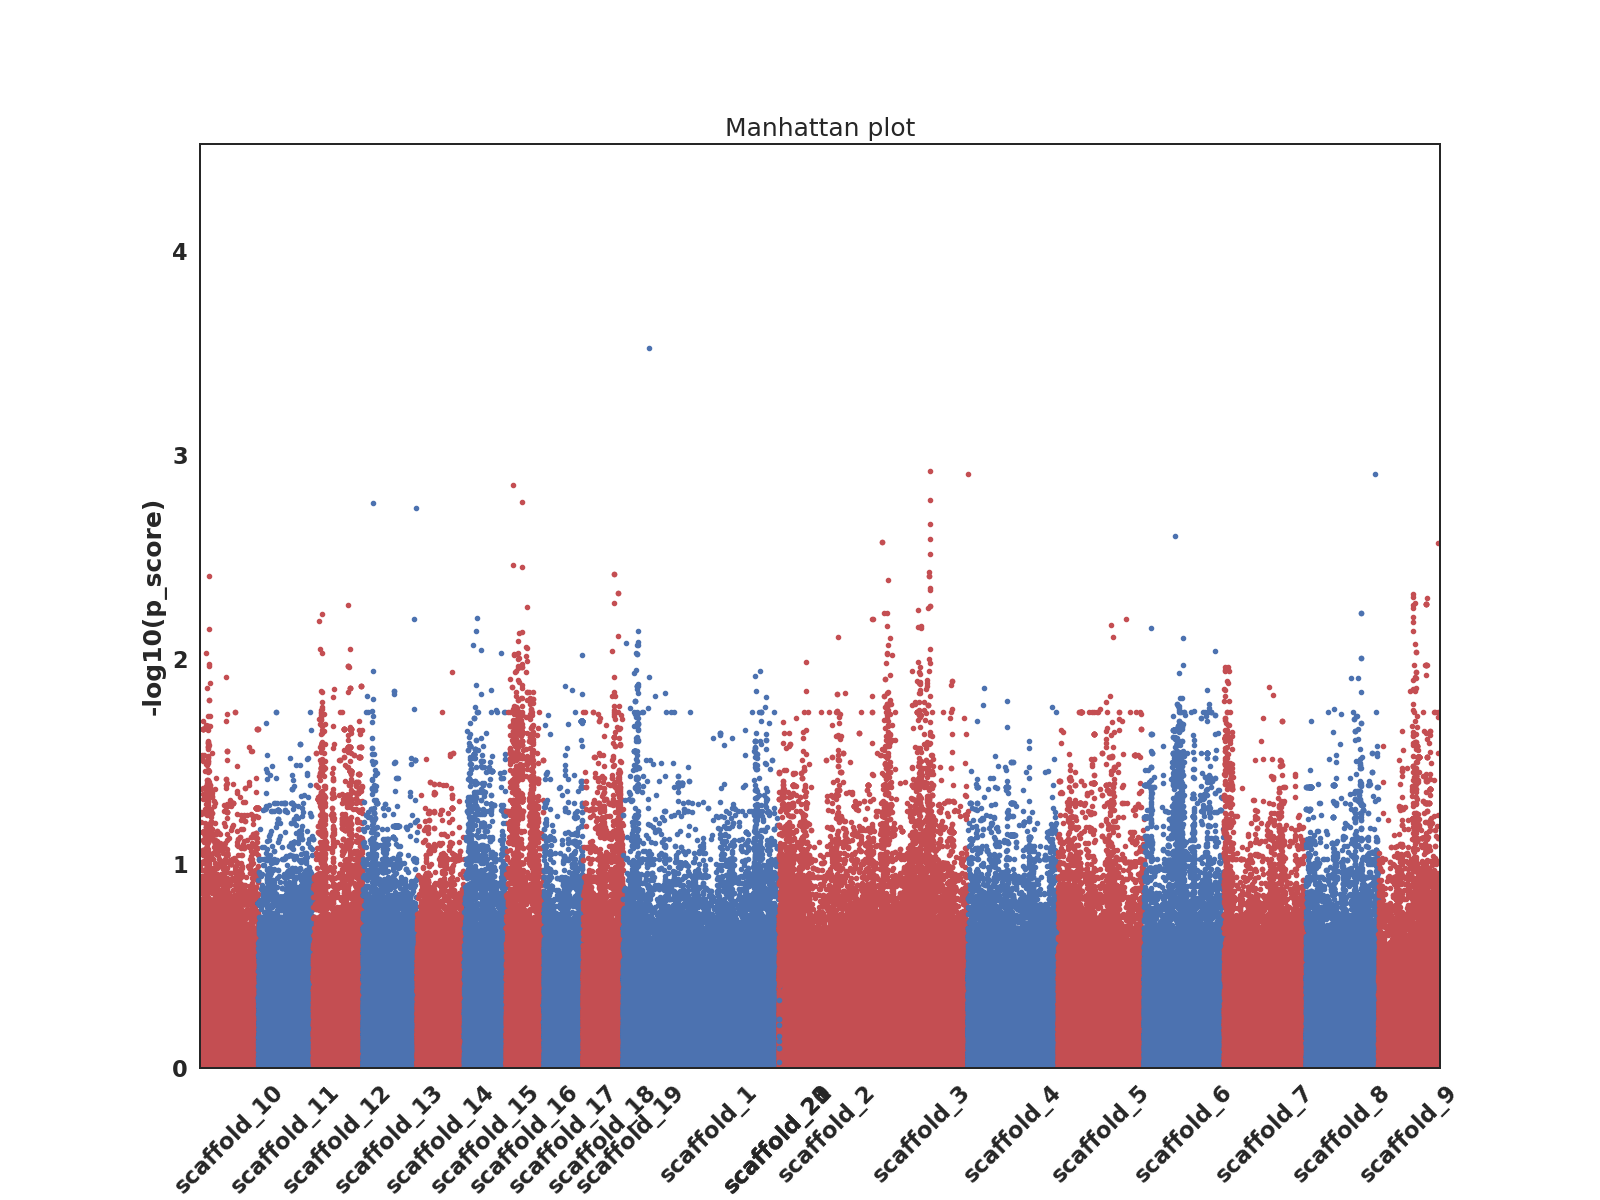 Manhattan plot
4
3
2
1
0
-log10(p_score)
scaffold_10
scaffold_11
scaffold_12
scaffold_13
scaffold_14
scaffold_15
scaffold_16
scaffold_17
scaffold_18
scaffold_19
scaffold_1
scaffold_2
scaffold_3
scaffold_4
scaffold_5
scaffold_6
scaffold_7
scaffold_8
scaffold_9